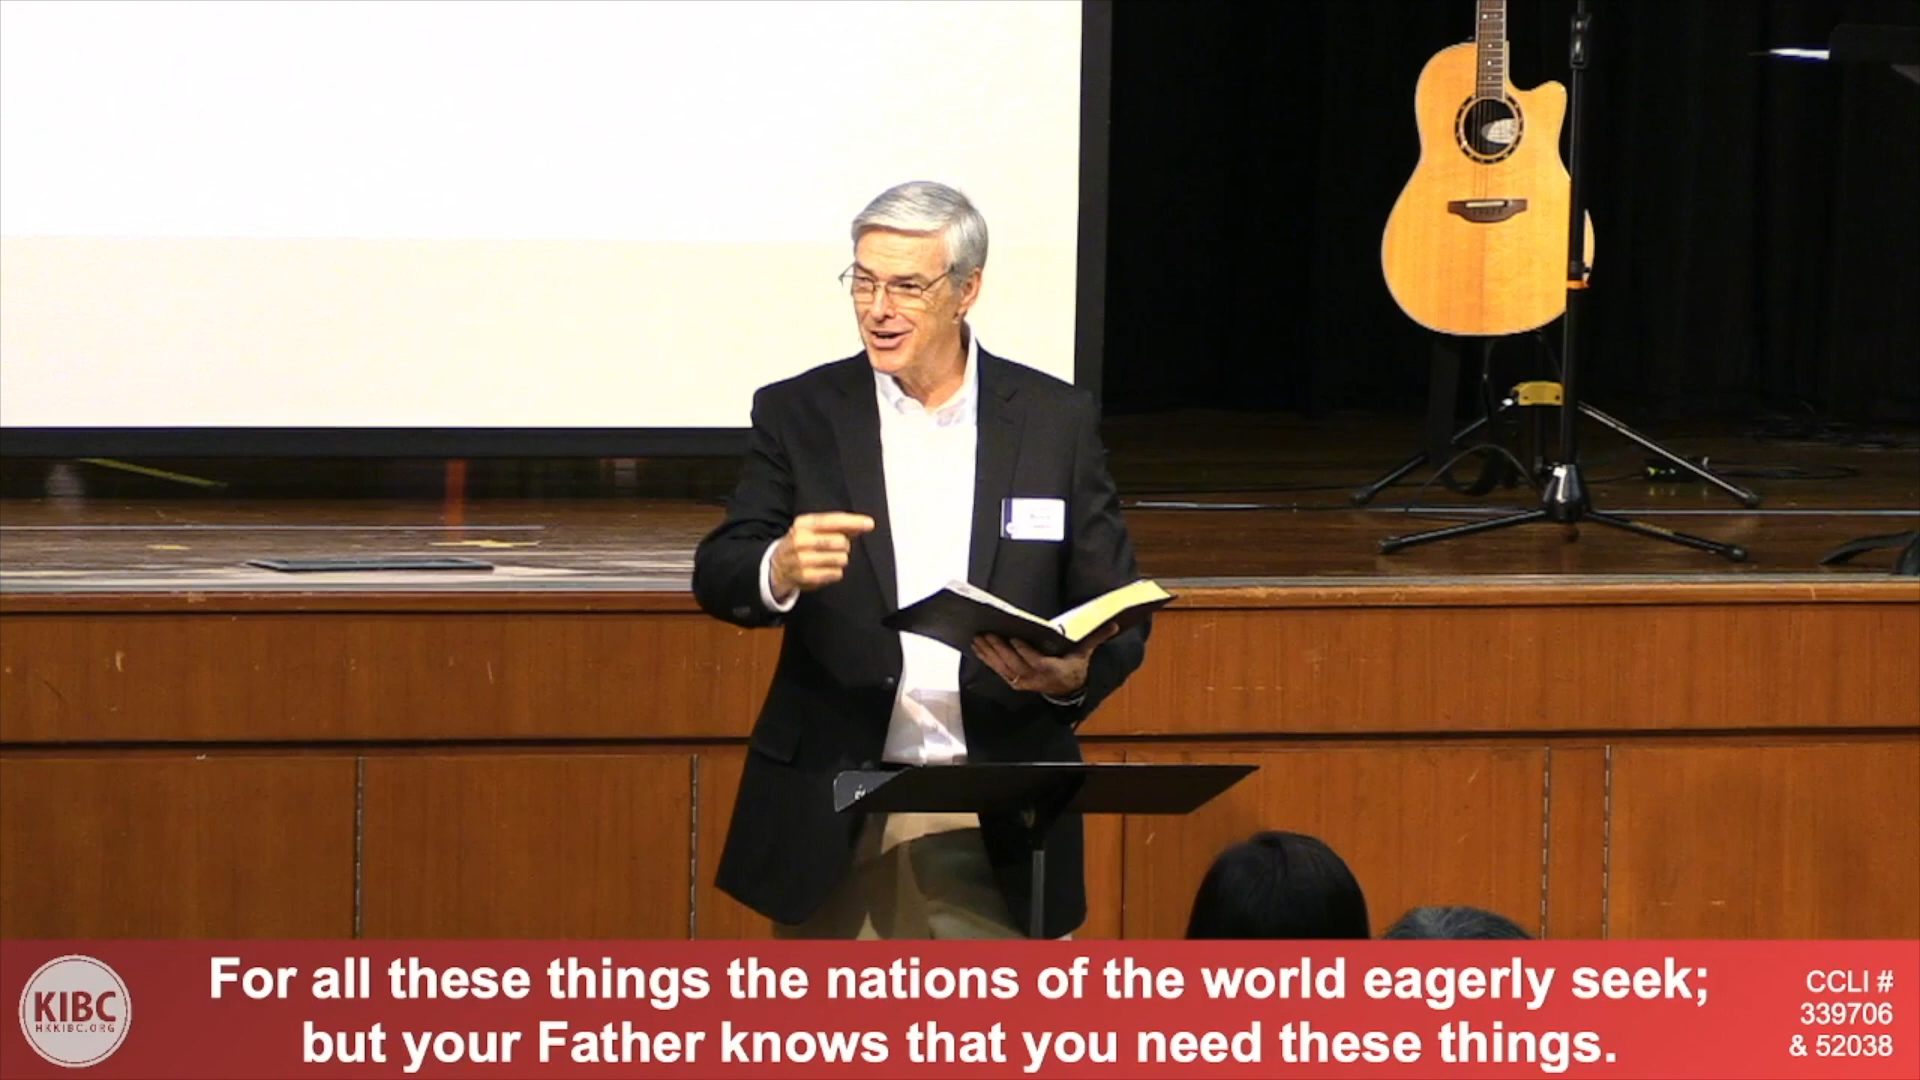 For all these things the nations of the world eagerly seek;
but your Father knows that you need these things.
KIBC
HKKIBC.ORG
CCLI #
339706
& 52038